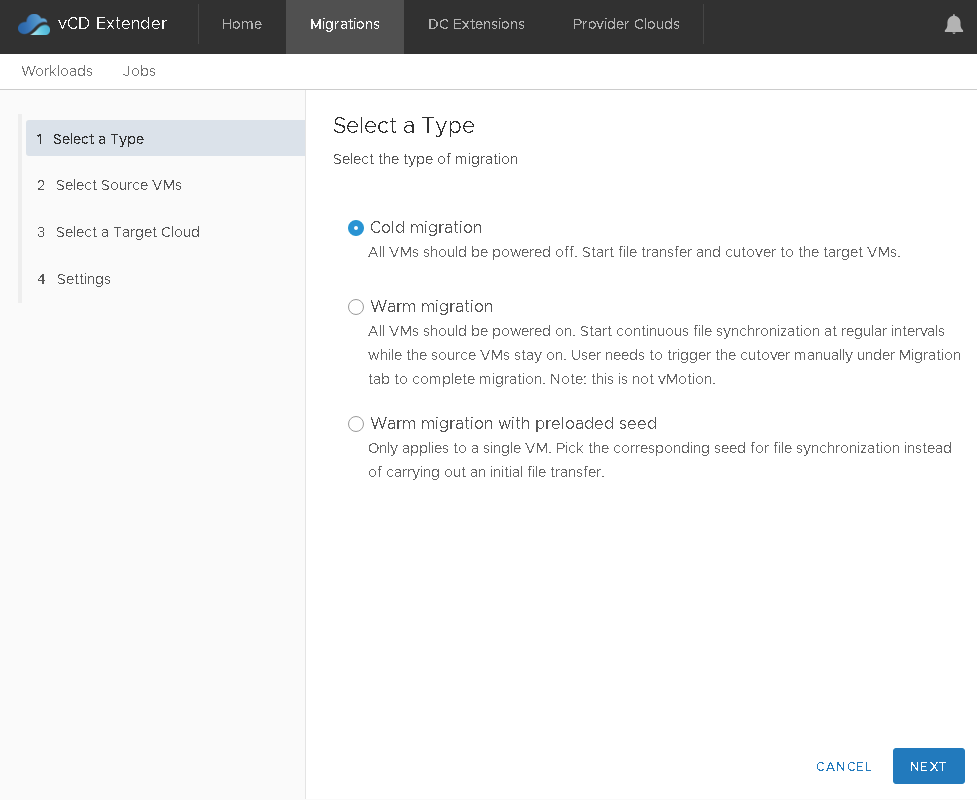 vCD Extender
Home
Migrations
DC Extensions
Provider Clouds
Workloads
Jobs
1 Select a Type
2 Select Source VMs
3 Select a Target Cloud
4 Settings
Select a Type
Select the type of migration
Cold migration
All VMs should be powered off. Start file transfer and cutover to the target VMs.
Warm migration
All VMs should be powered on. Start continuous file synchronization at regular intervals
while the source VMs stay on. User needs to trigger the cutover manually under Migration
tab to complete migration. Note: this is not vMotion.
Warm migration with preloaded seed
Only applies to a single VM. Pick the corresponding seed for file synchronization instead
of carrying out an initial file transfer.
CANCEL
NEXT